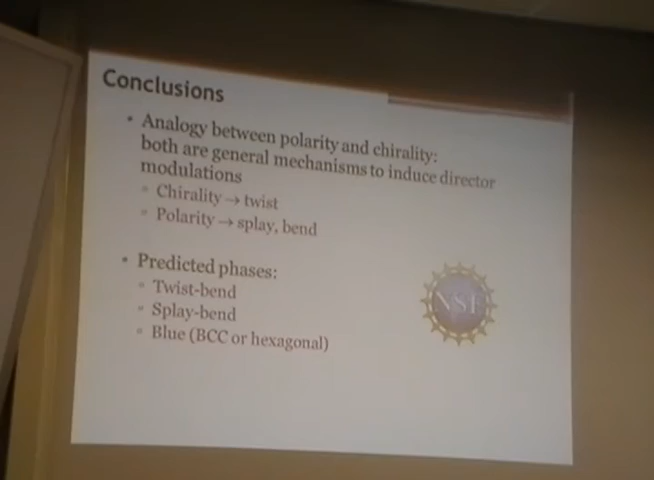 Conclusions
• Analogy between polarity and chirality:
both are general mechanisms to induce director
modulations
▫ Chirality → twist
▫ Polarity → splay, bend
• Predicted phases:
▫ Twist-bend
▫ Splay-bend
▫ Blue (BCC or hexagonal)
NSF